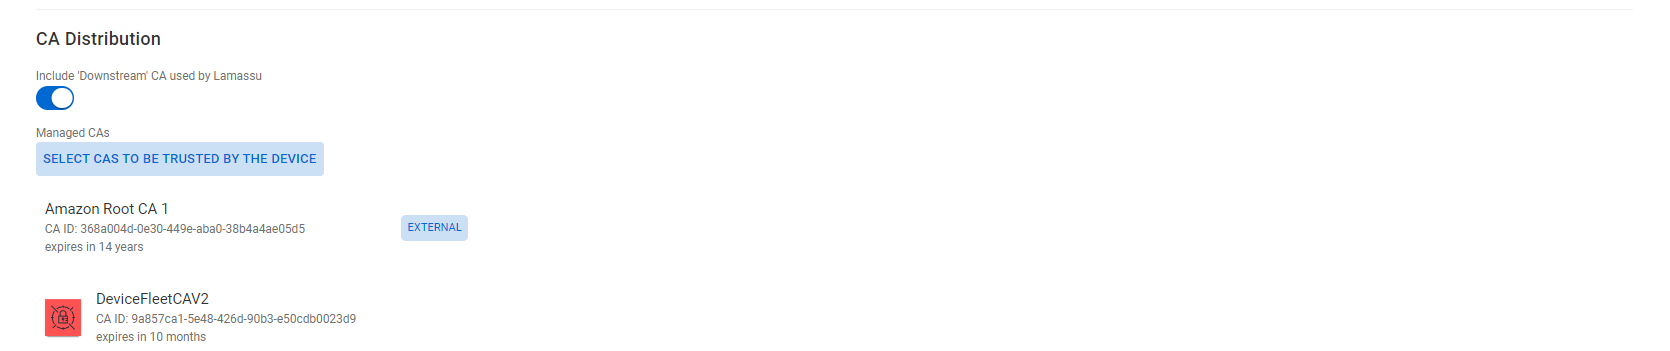 CA Distribution
Include 'Downstream' CA used by Lamassu
Managed CAs
SELECT CAS TO BE TRUSTED BY THE DEVICE
Amazon Root CA 1
CA ID: 368a004d-0e30-449e-aba0-38b4a4ae05d5
expires in 14 years
EXTERNAL
DeviceFleetCAV2
CA ID: 9a857ca1-5e48-426d-90b3-e50cdb0023d9
expires in 10 months